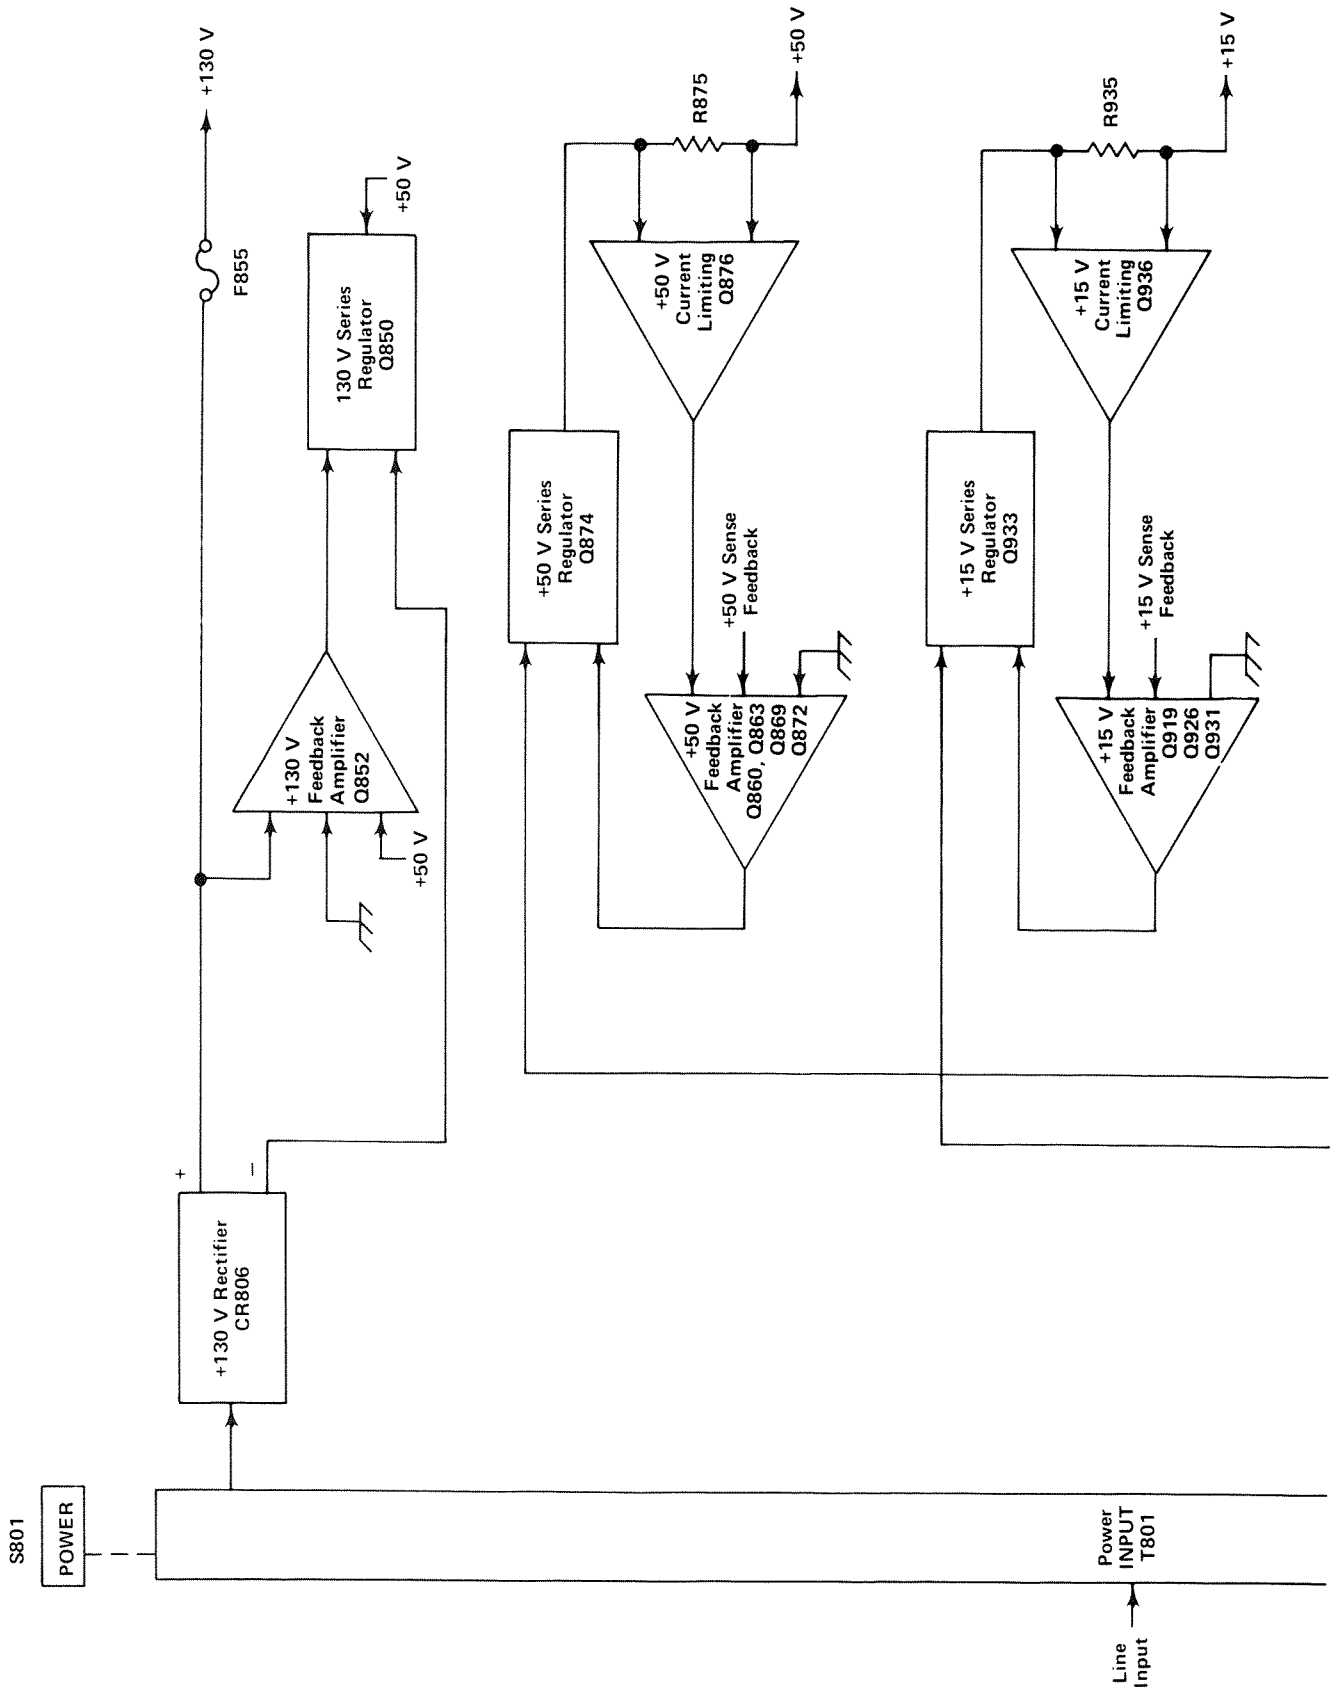 S801
POWER
Line
Input
Power
INPUT
T801
+130 V Rectifier
CR806
+
−
+130 V
Feedback
Amplifier
Q852
+50 V
130 V Series
Regulator
Q850
+50 V
F855
+130 V
+50 V Series
Regulator
Q874
+50 V
Feedback
Amplifier
Q860, Q863
Q869
Q872
+50 V Sense
Feedback
+50 V
Current
Limiting
Q876
R875
+50 V
+15 V Series
Regulator
Q933
+15 V
Feedback
Amplifier
Q919
Q926
Q931
+15 V Sense
Feedback
+15 V
Current
Limiting
Q936
R935
+15 V